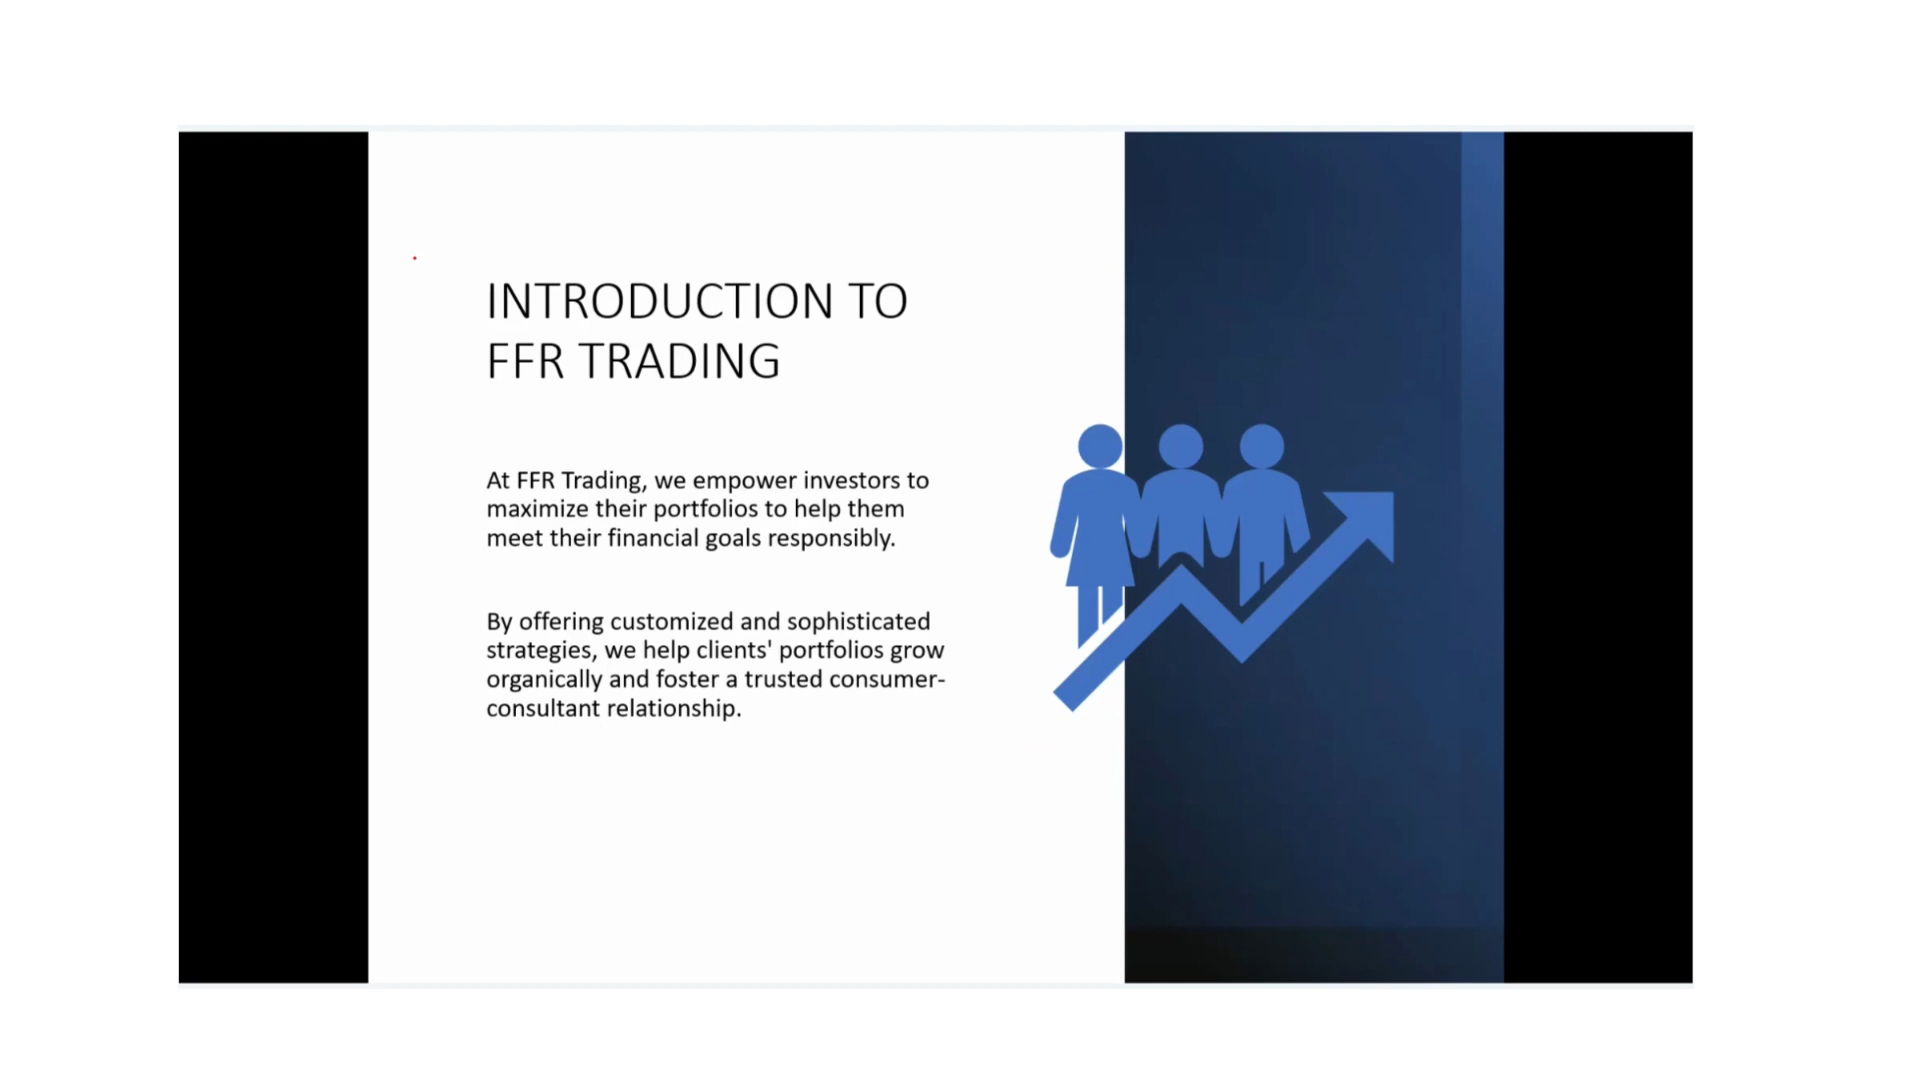 INTRODUCTION TO
FFR TRADING
At FFR Trading, we empower investors to
maximize their portfolios to help them
meet their financial goals responsibly.
By offering customized and sophisticated
strategies, we help clients' portfolios grow
organically and foster a trusted consumer-
consultant relationship.